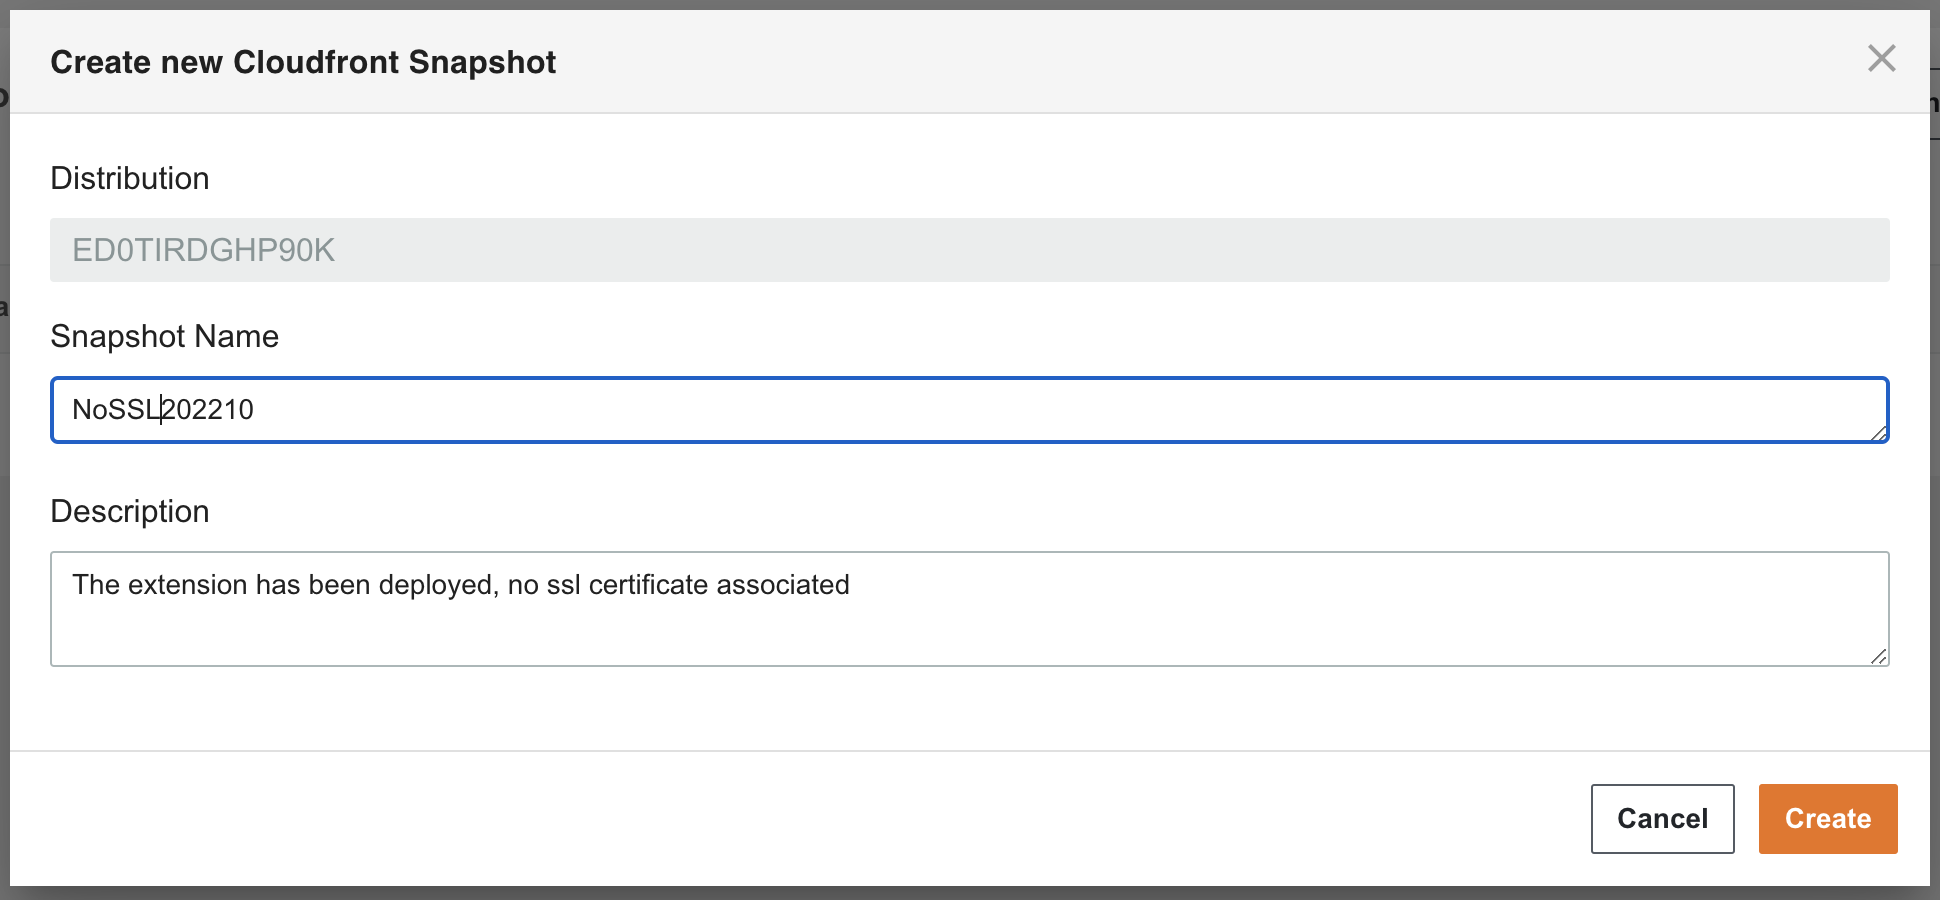 Create new Cloudfront Snapshot
Distribution
ED0TIRDGHP90K
Snapshot Name
NoSSL202210
Description
The extension has been deployed, no ssl certificate associated
Cancel
Create